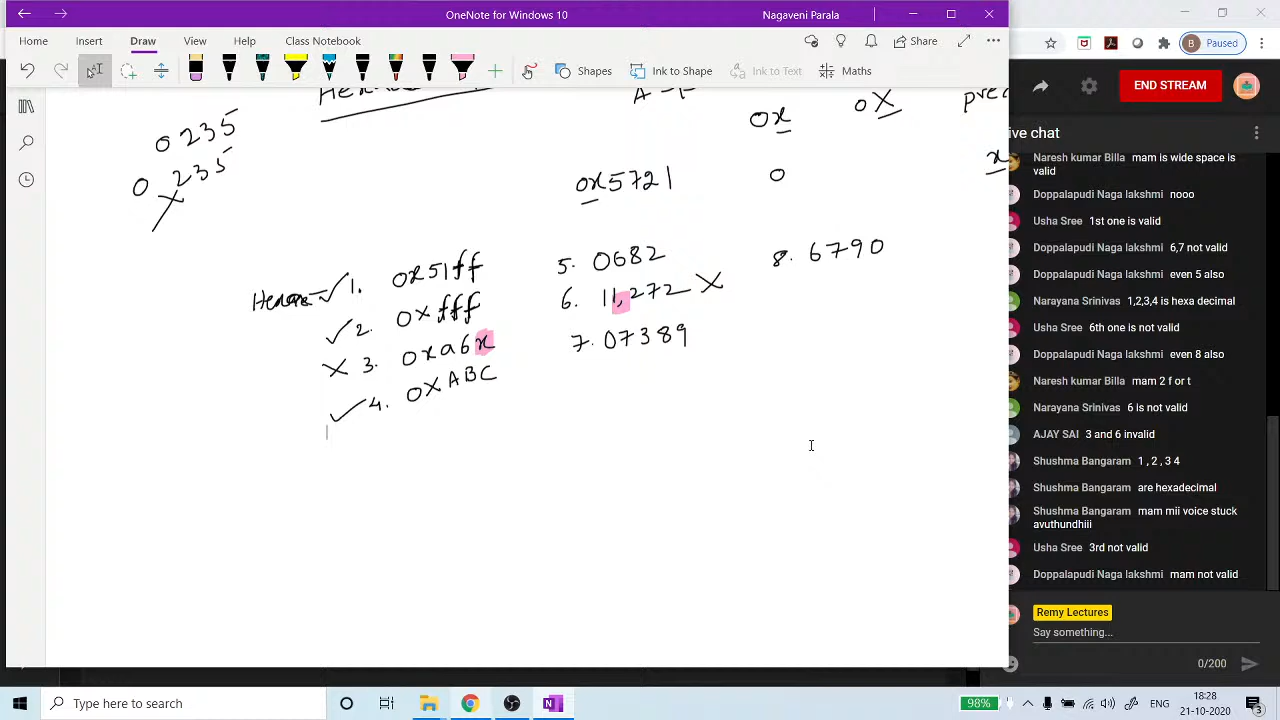 OneNote for Windows 10
Nagaveni Parala
Paused
Home Insert Draw View Help Class Notebook
Share
Shapes Ink to Shape Ink to Text Maths
END STREAM
ive chat
0235
0 235
0x
0X
0x5721
0
x
1. 0x51ff
2. 0xfff
3. 0xa6x
4. 0XABC
5. 0682
6. 11,272 X
7. 07389
8. 6790
Naresh kumar Billa mam is wide space is
valid
Doppalapudi Naga lakshmi nooo
Usha Sree 1st one is valid
Doppalapudi Naga lakshmi 6,7 not valid
Doppalapudi Naga lakshmi even 5 also
Narayana Srinivas 1,2,3,4 is hexa decimal
Usha Sree 6th one is not valid
Doppalapudi Naga lakshmi even 8 also
Naresh kumar Billa mam 2 f or t
Narayana Srinivas 6 is not valid
AJAY SAI 3 and 6 invalid
Shushma Bangaram 1 , 2 , 3 4
Shushma Bangaram are hexadecimal
Shushma Bangaram mam mii voice stuck
avuthundhiii
Usha Sree 3rd not valid
Doppalapudi Naga lakshmi mam not valid
Remy Lectures
Say something...
0/200
Type here to search
98%
ENG
18:28
21-10-2020
3